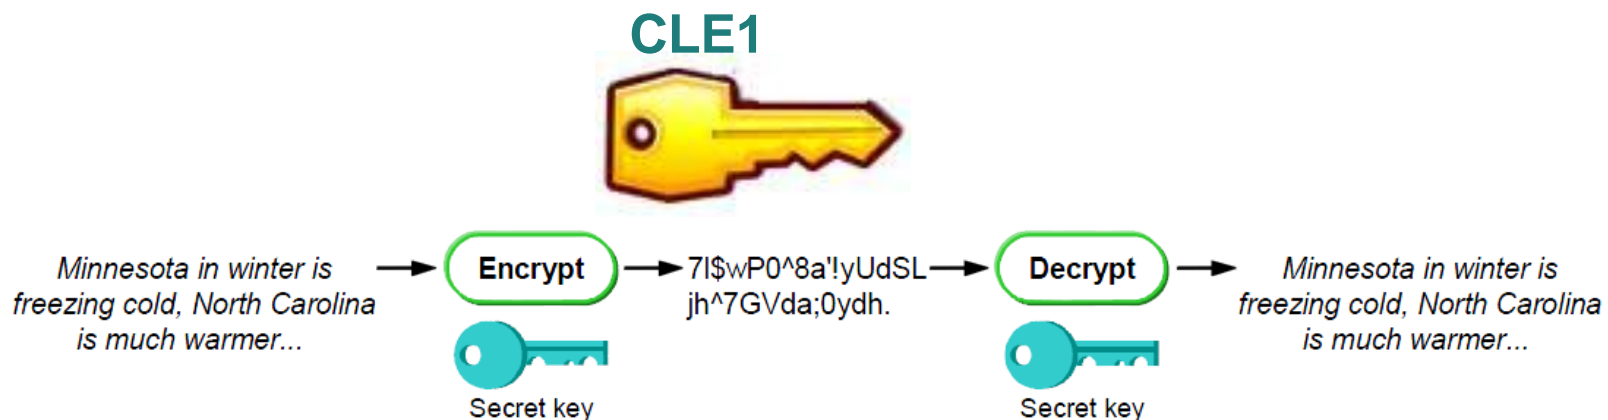 CLE1
Minnesota in winter is
freezing cold, North Carolina
is much warmer...
Encrypt
Secret key
7I$wP0^8a'!yUdSL
jh^7GVda;0ydh.
Decrypt
Secret key
Minnesota in winter is
freezing cold, North Carolina
is much warmer...